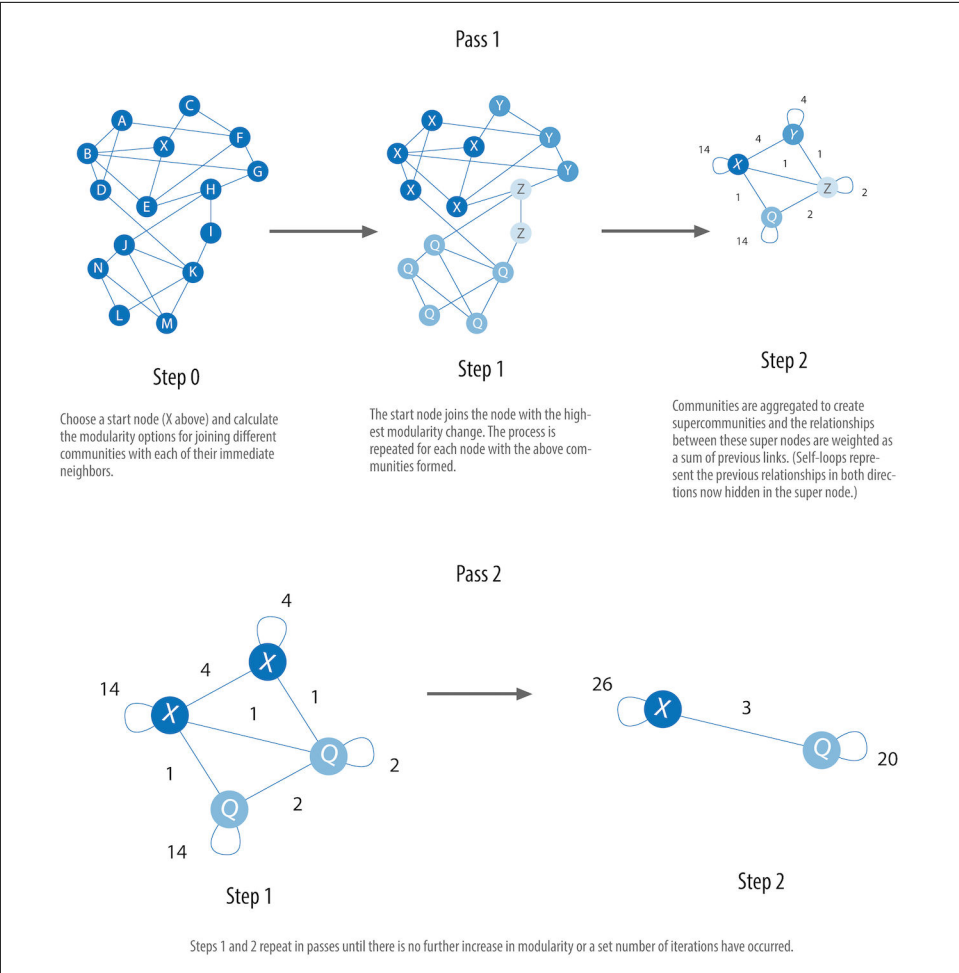 Pass 1
C
A
F
X
B
G
D
H
E
I
J
N
K
L
M
Y
X
Y
X
X
Y
X
Z
X
Z
Q
Q
Q
Q
Q
4
Y
4
14
1
1
X
Z
2
1
2
Q
14
Step 0
Choose a start node (X above) and calculate
the modularity options for joining different
communities with each of their immediate
neighbors.
Step 1
The start node joins the node with the high-
est modularity change. The process is
repeated for each node with the above com-
munities formed.
Step 2
Communities are aggregated to create
supercommunities and the relationships
between these super nodes are weighted as
a sum of previous links. (Self-loops repre-
sent the previous relationships in both direc-
tions now hidden in the super node.)
Pass 2
4
X
4
14
1
1
X
Q
2
1
2
Q
14
Step 1
26
X
3
Q
20
Step 2
Steps 1 and 2 repeat in passes until there is no further increase in modularity or a set number of iterations have occurred.